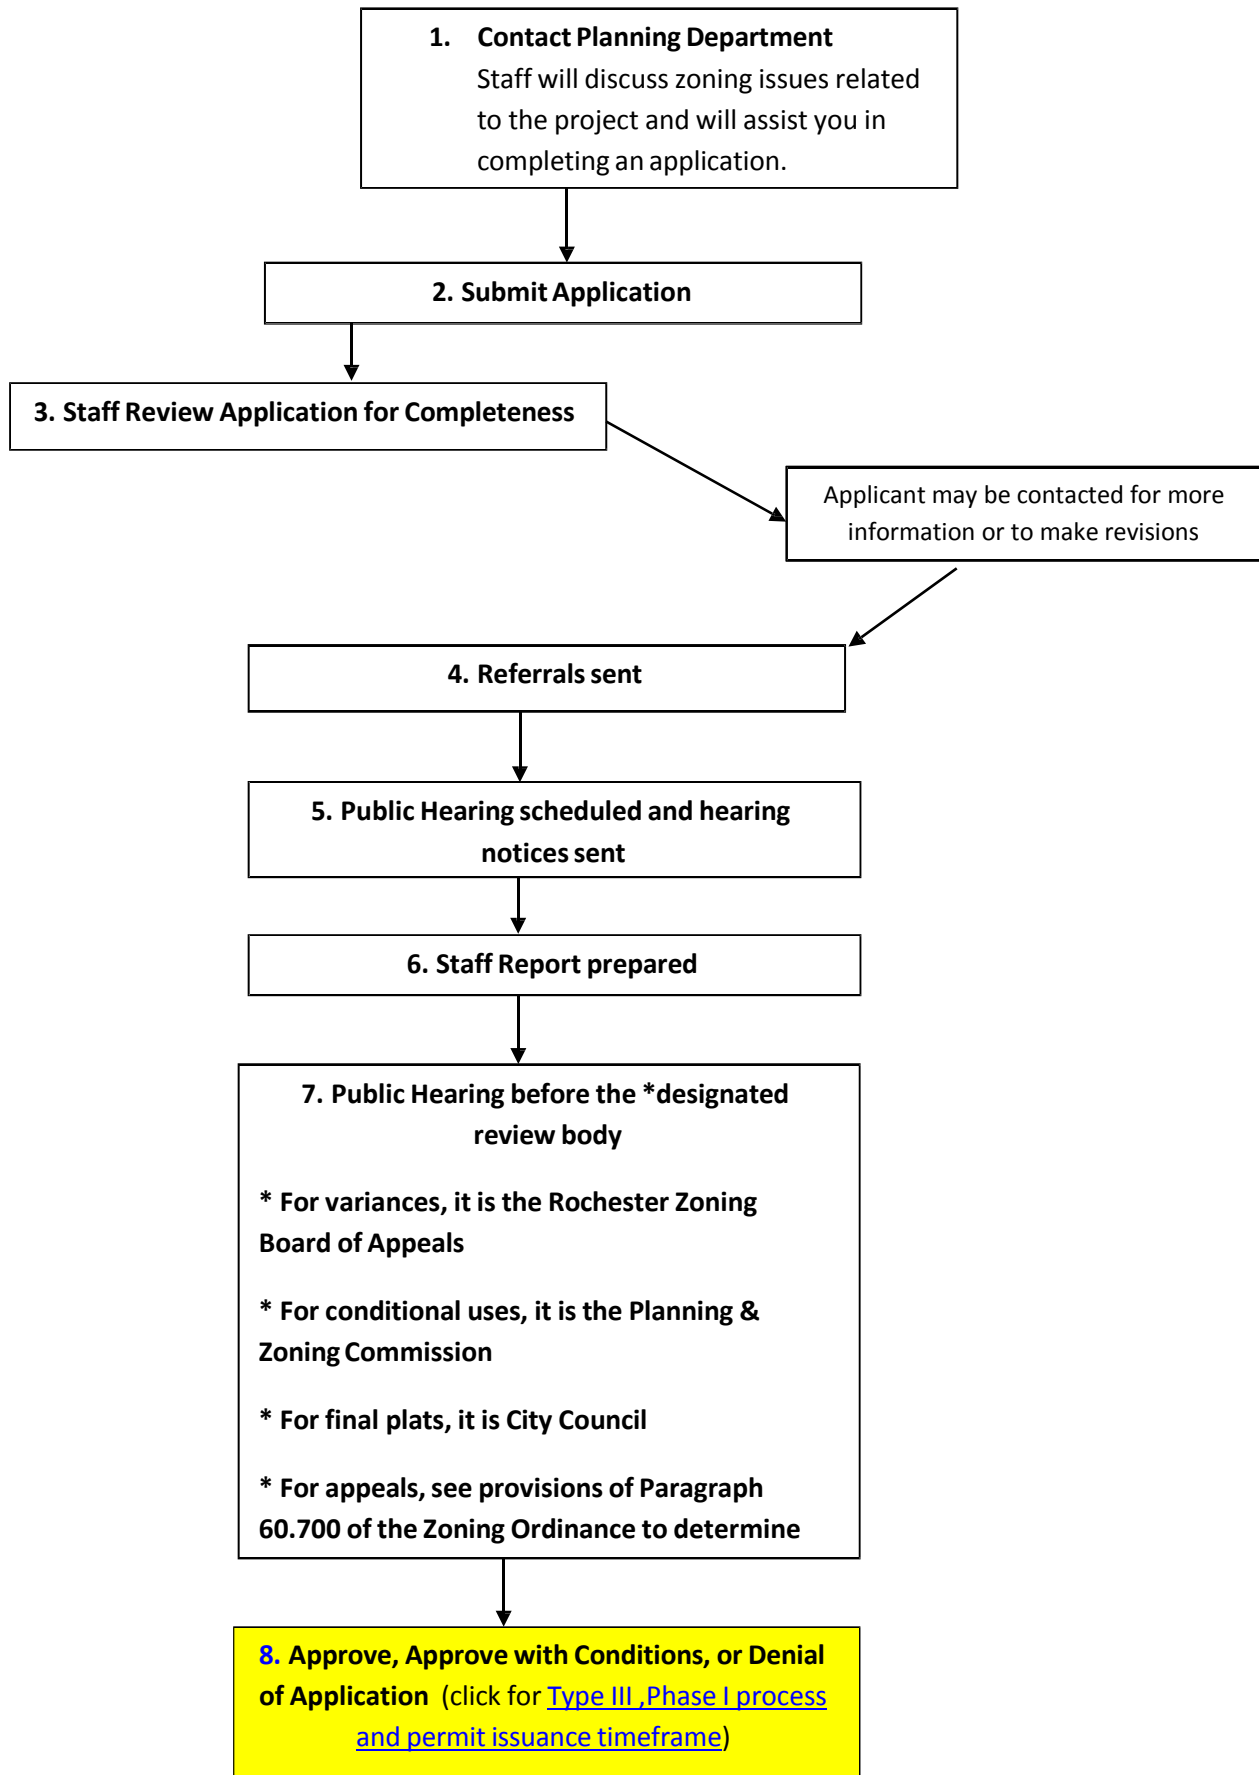 1. Contact Planning Department
Staff will discuss zoning issues related
to the project and will assist you in
completing an application.
2. Submit Application
3. Staff Review Application for Completeness
Applicant may be contacted for more
information or to make revisions
4. Referrals sent
5. Public Hearing scheduled and hearing
notices sent
6. Staff Report prepared
7. Public Hearing before the *designated
review body
* For variances, it is the Rochester Zoning
Board of Appeals
* For conditional uses, it is the Planning &
Zoning Commission
* For final plats, it is City Council
* For appeals, see provisions of Paragraph
60.700 of the Zoning Ordinance to determine
8. Approve, Approve with Conditions, or Denial
of Application (click for Type III ,Phase I process
and permit issuance timeframe)